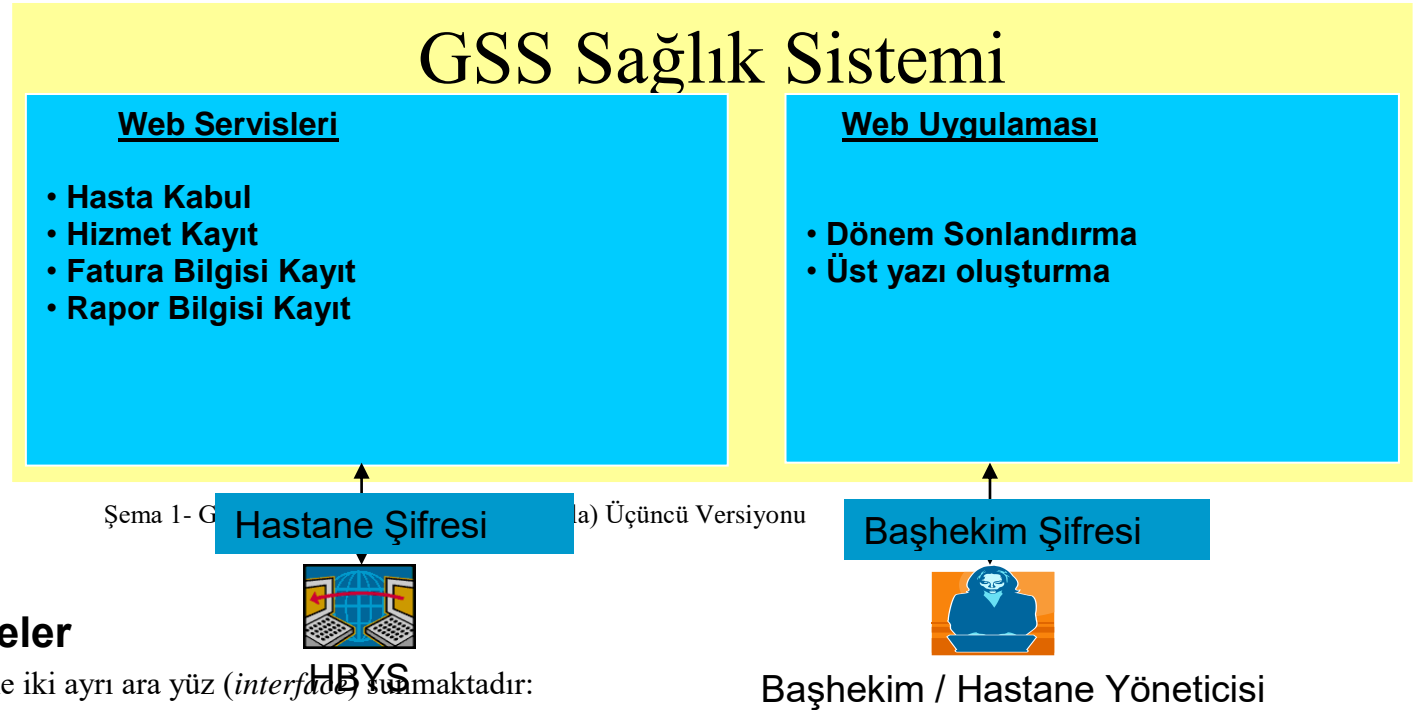 GSS Sağlık Sistemi
Web Servisleri
• Hasta Kabul
• Hizmet Kayıt
• Fatura Bilgisi Kayıt
• Rapor Bilgisi Kayıt
Web Uygulaması
• Dönem Sonlandırma
• Üst yazı oluşturma
Şema 1- G
la) Üçüncü Versiyonu
Hastane Şifresi
Başhekim Şifresi
eler
e iki ayrı ara yüz (interface) sunmaktadır:
HBYS
Başhekim / Hastane Yöneticisi